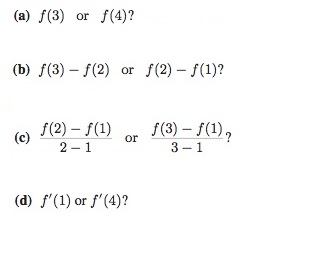 (a) f(3) or f(4)?
(b) f(3) − f(2) or f(2) − f(1)?
(c) f(2) − f(1) / 2 − 1 or f(3) − f(1) / 3 − 1 ?
(d) f′(1) or f′(4)?